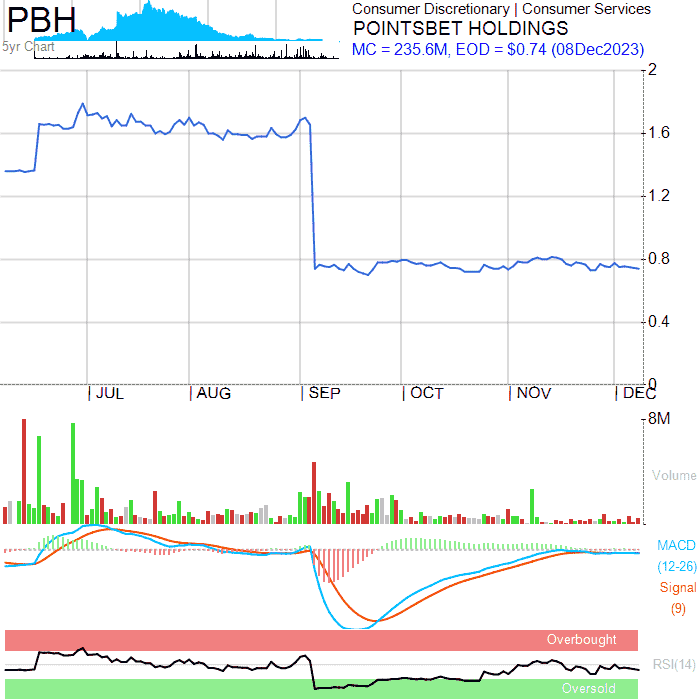 PBH
5yr Chart
Consumer Discretionary | Consumer Services
POINTSBET HOLDINGS
MC = 235.6M, EOD = $0.74 (08Dec2023)
2
1.6
1.2
0.8
0.4
0
JUL AUG SEP OCT NOV DEC
8M
Volume
MACD
(12-26)
Signal
(9)
Overbought
RSI(14)
Oversold